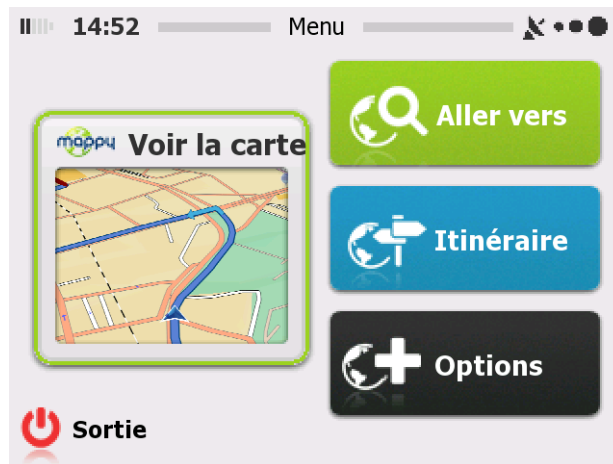 14:52 Menu
mappy Voir la carte
Aller vers
Itinéraire
Options
Sortie